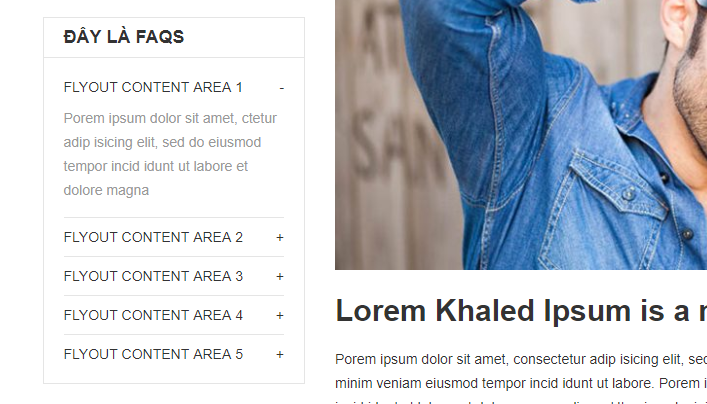 ĐÂY LÀ FAQS
FLYOUT CONTENT AREA 1 -
Porem ipsum dolor sit amet, ctetur
adip isicing elit, sed do eiusmod
tempor incid idunt ut labore et
dolore magna
FLYOUT CONTENT AREA 2 +
FLYOUT CONTENT AREA 3 +
FLYOUT CONTENT AREA 4 +
FLYOUT CONTENT AREA 5 +
SAN
Lorem Khaled Ipsum is a
Porem ipsum dolor sit amet, consectetur adip isicing elit, sed
minim veniam eiusmod tempor incid idunt ut labore. Porem